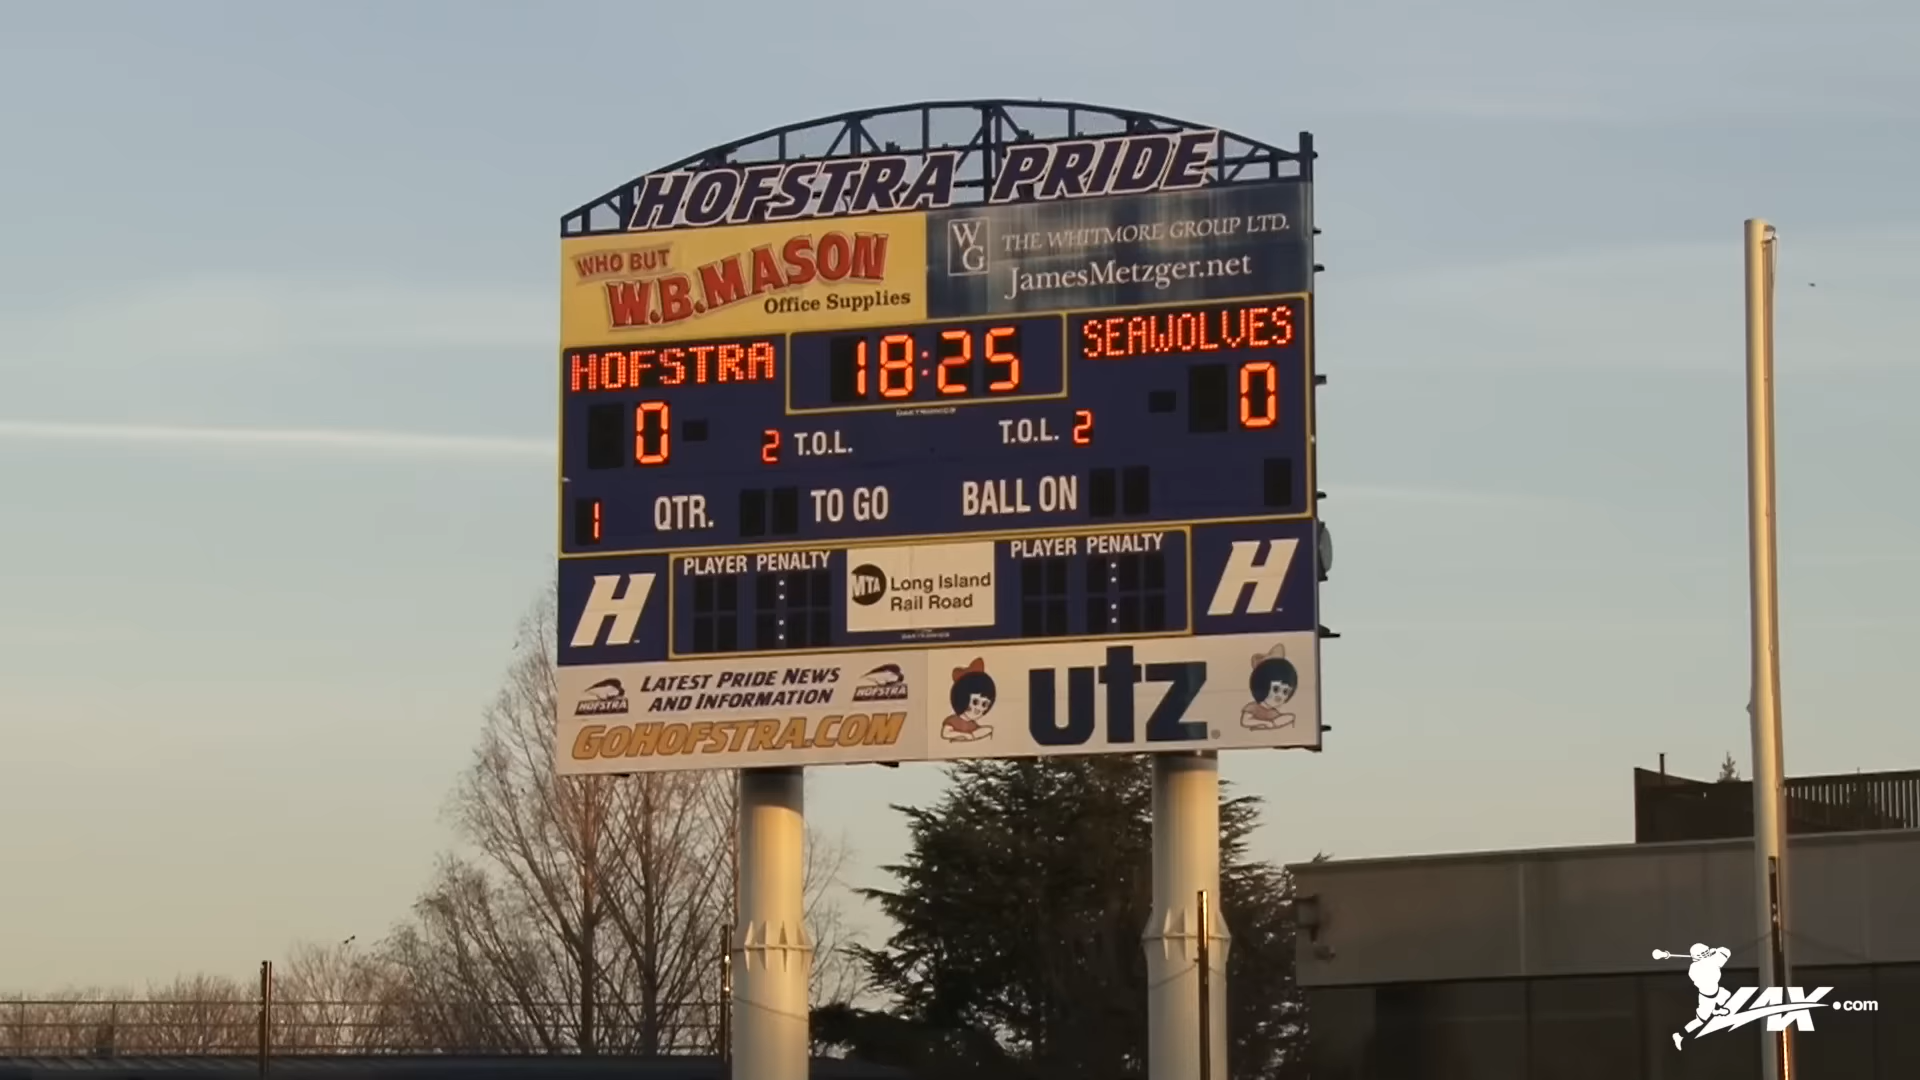 HOFSTRA PRIDE
WHO BUT
W.B. MASON
Office Supplies
WG
THE WHITMORE GROUP LTD.
JamesMetzger.net
HOFSTRA
18:25
SEAWOLVES
0
2 T.O.L.
T.O.L. 2
0
1 QTR.
TO GO
BALL ON
PLAYER PENALTY
MTA
Long Island
Rail Road
PLAYER PENALTY
H
H
LATEST PRIDE NEWS
AND INFORMATION
HOFSTRA
HOFSTRA
GOHOFSTRA.COM
utz
LAX.com